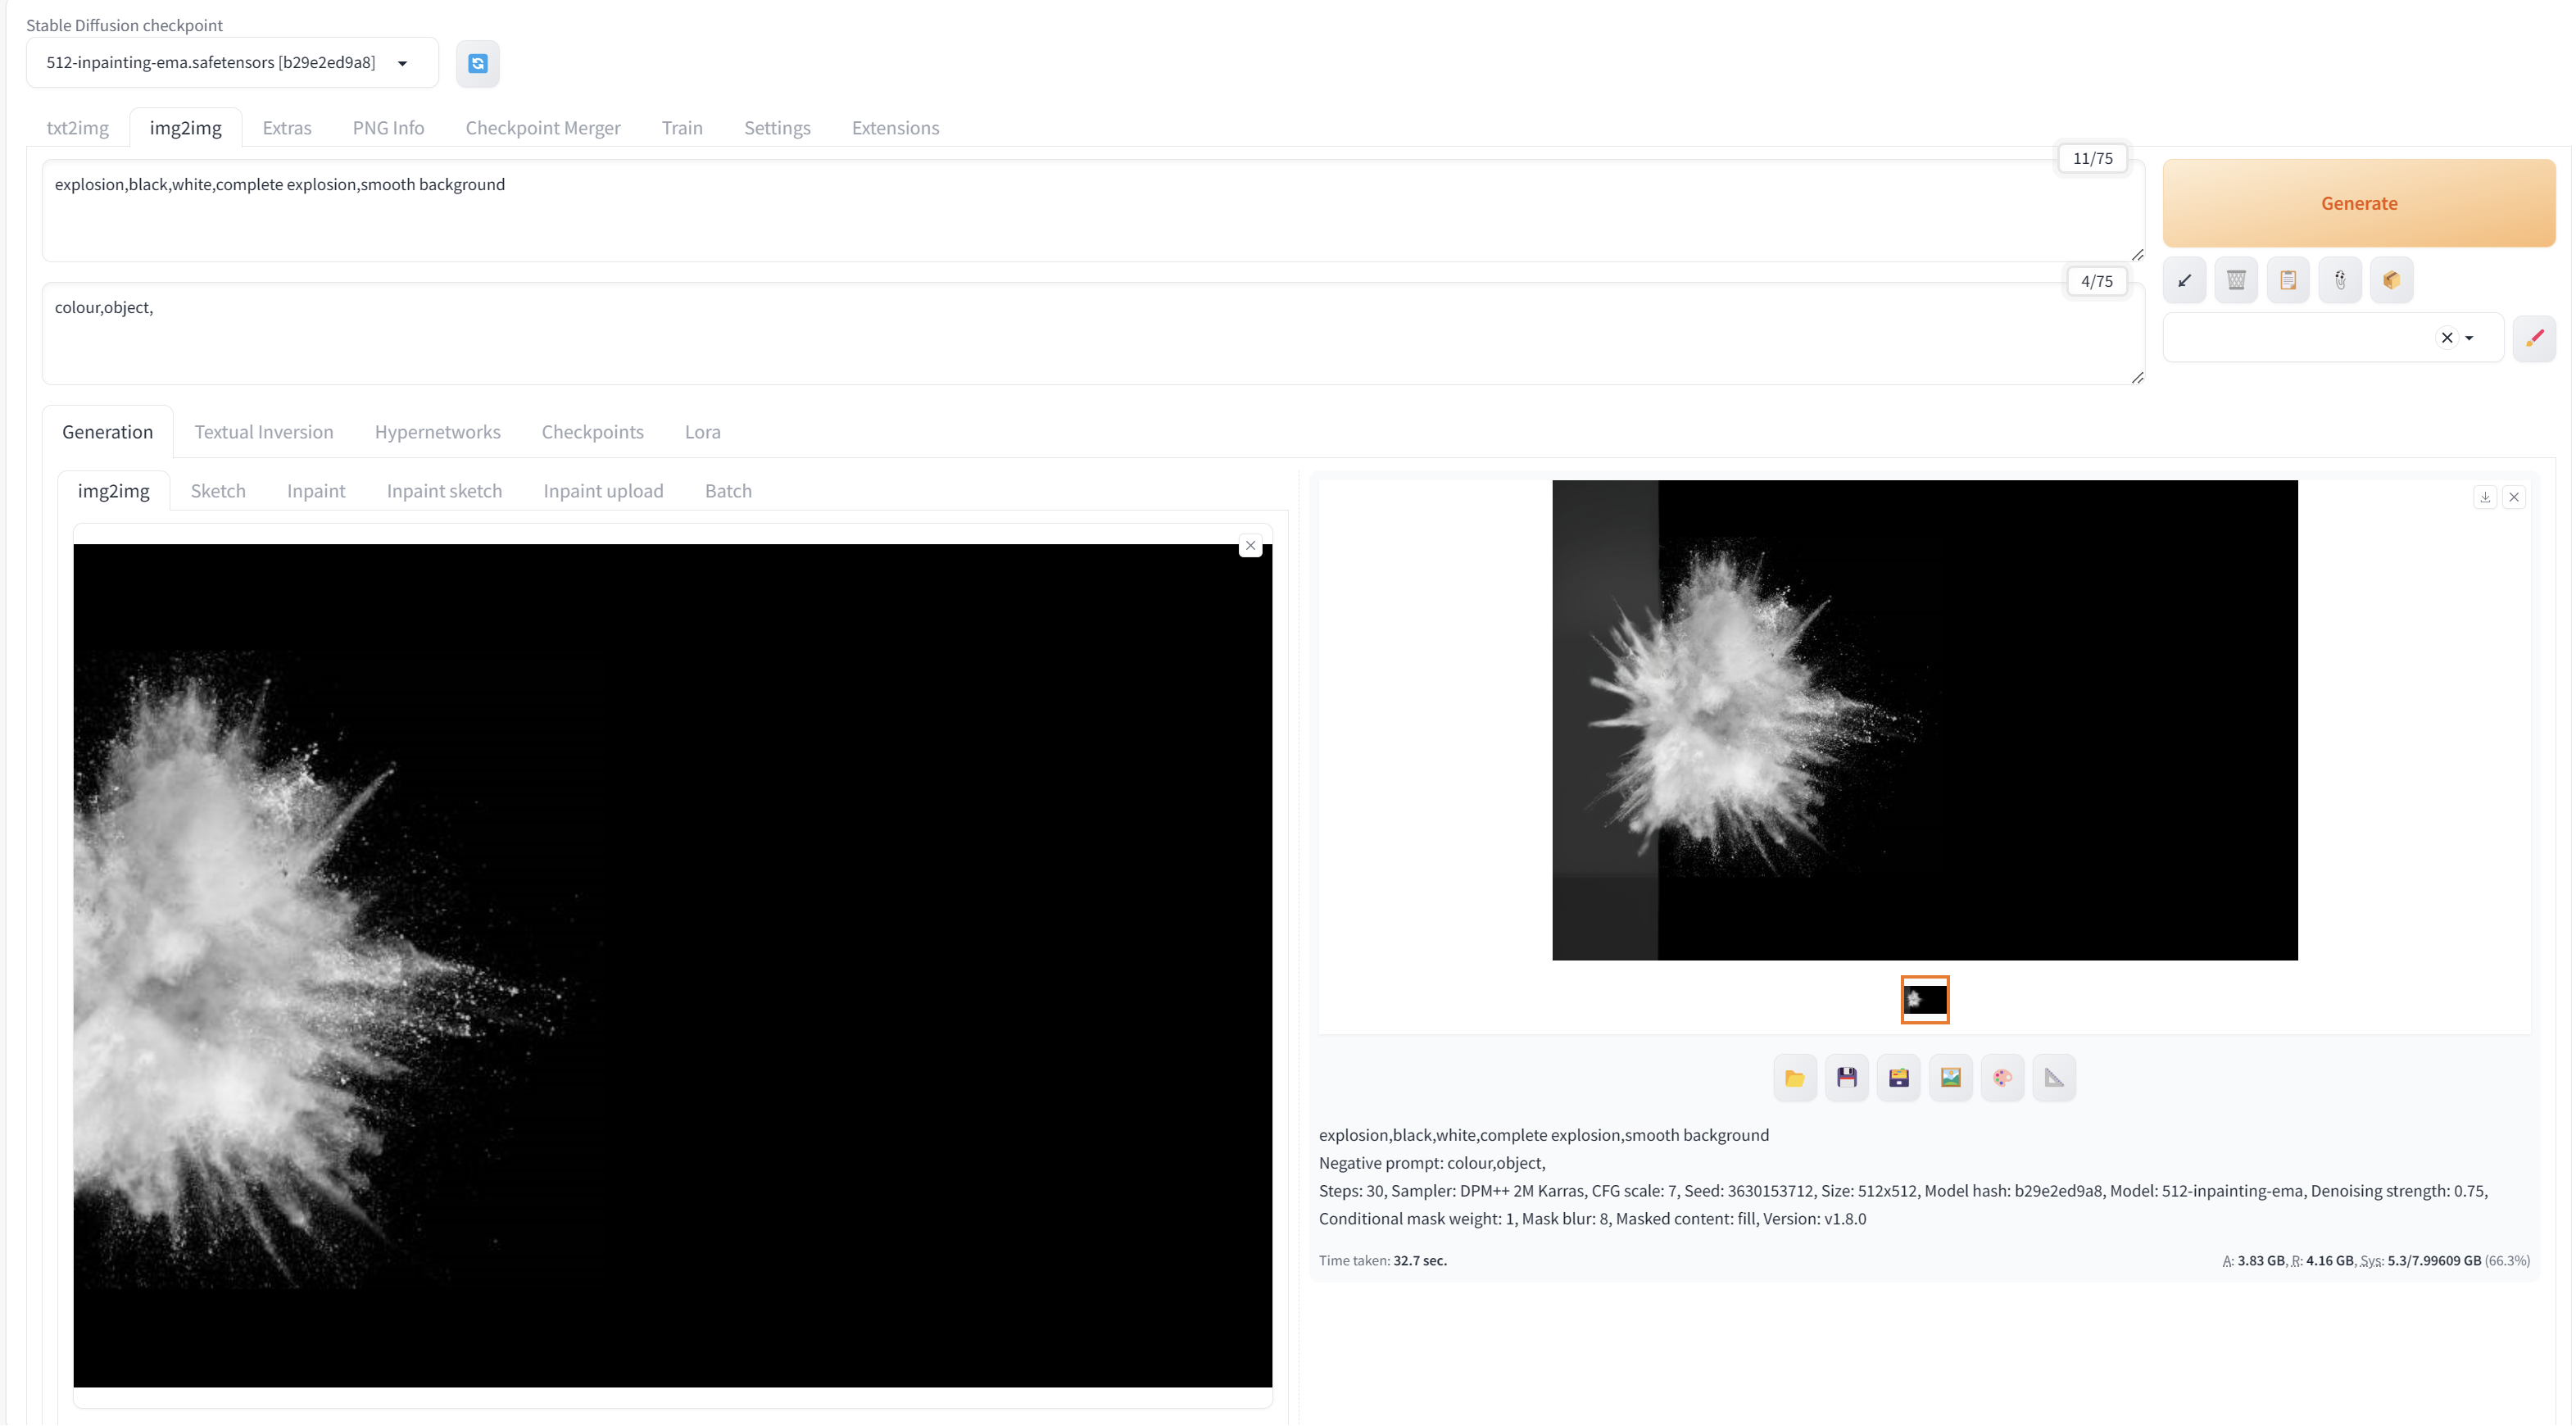 Stable Diffusion checkpoint
512-inpainting-ema.safetensors [b29e2ed9a8]
txt2img img2img Extras PNG Info Checkpoint Merger Train Settings Extensions
11/75
explosion,black,white,complete explosion,smooth background
Generate
4/75
colour,object,
Generation Textual Inversion Hypernetworks Checkpoints Lora
img2img Sketch Inpaint Inpaint sketch Inpaint upload Batch
explosion,black,white,complete explosion,smooth background
Negative prompt: colour,object,
Steps: 30, Sampler: DPM++ 2M Karras, CFG scale: 7, Seed: 3630153712, Size: 512x512, Model hash: b29e2ed9a8, Model: 512-inpainting-ema, Denoising strength: 0.75,
Conditional mask weight: 1, Mask blur: 8, Masked content: fill, Version: v1.8.0
Time taken: 32.7 sec.
A: 3.83 GB, R: 4.16 GB, Sys: 5.3/7.99609 GB (66.3%)